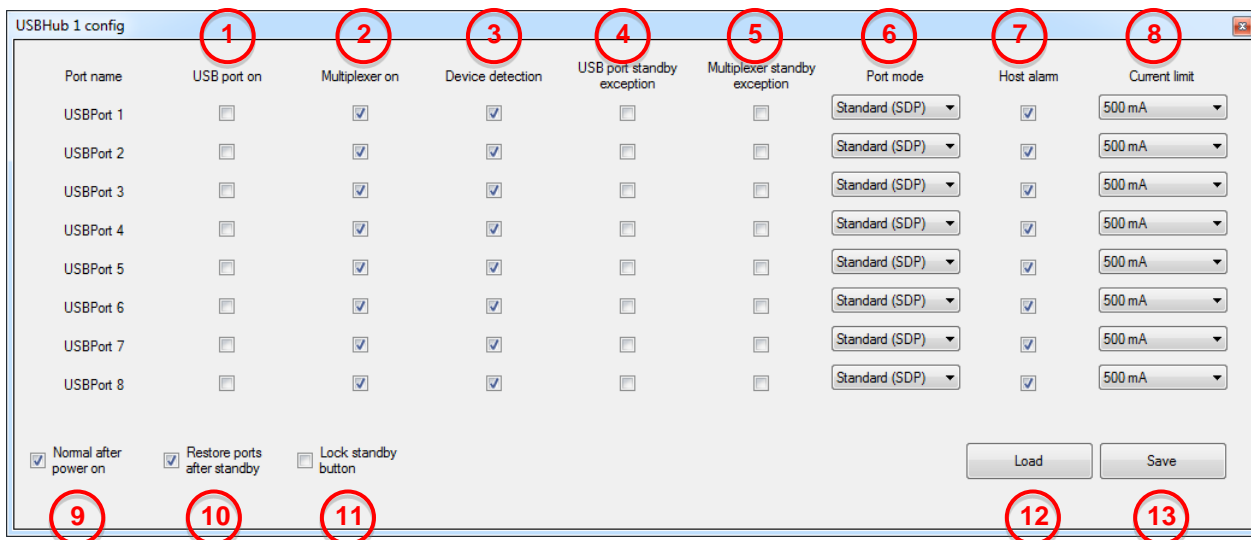 USBHub 1 config
1 2 3 4 5 6 7 8
Port name USB port on Multiplexer on Device detection USB port standby exception Multiplexer standby exception Port mode Host alarm Current limit
USBPort 1 Standard (SDP) 500 mA
USBPort 2 Standard (SDP) 500 mA
USBPort 3 Standard (SDP) 500 mA
USBPort 4 Standard (SDP) 500 mA
USBPort 5 Standard (SDP) 500 mA
USBPort 6 Standard (SDP) 500 mA
USBPort 7 Standard (SDP) 500 mA
USBPort 8 Standard (SDP) 500 mA
Normal after power on Restore ports after standby Lock standby button Load Save
9 10 11 12 13